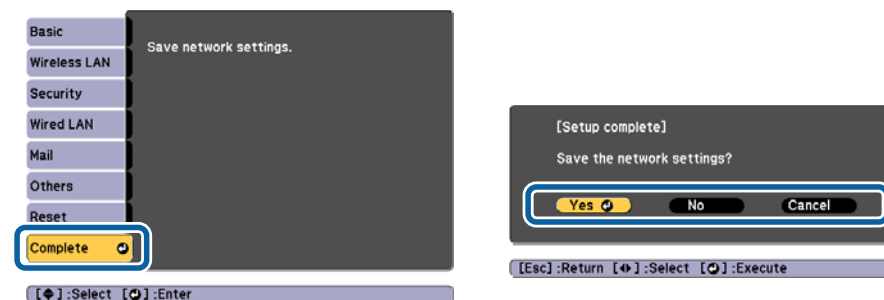 Basic
Save network settings.
Wireless LAN
Security
Wired LAN
Mail
Others
Reset
Complete
[◆]:Select [⏎]:Enter
[Setup complete]
Save the network settings?
Yes ⏎ No Cancel
[Esc]:Return [◆]:Select [⏎]:Execute